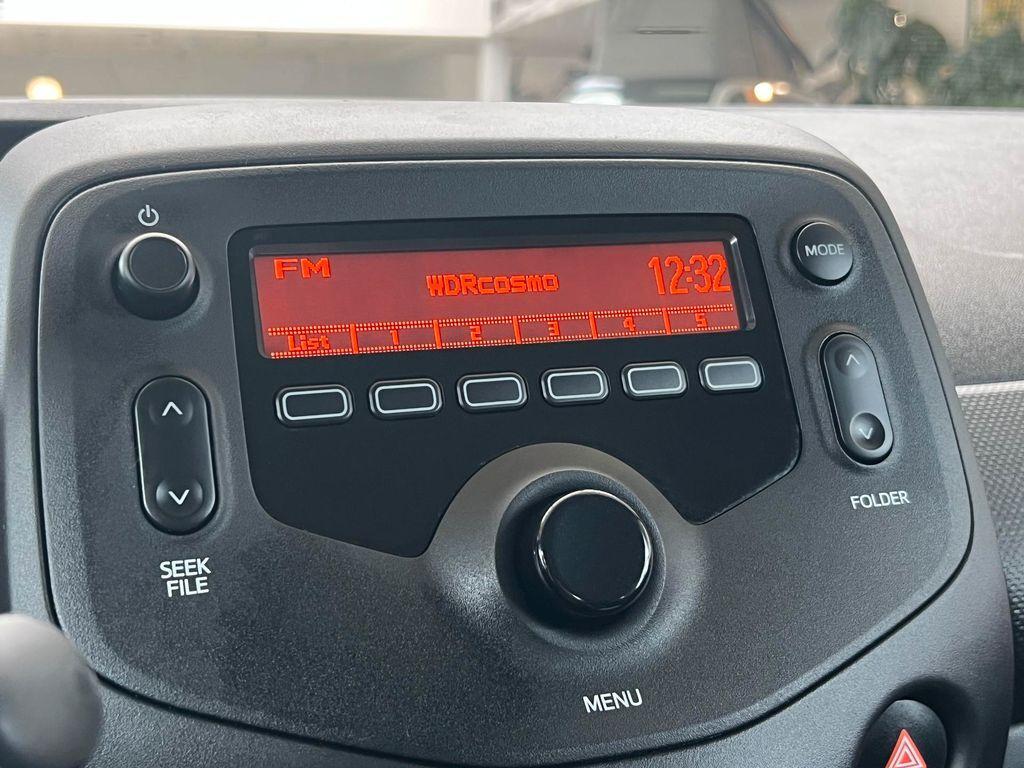 FM
WDRcosmo
12:32
List 1 2 3 4 5
MODE
SEEK
FILE
FOLDER
MENU